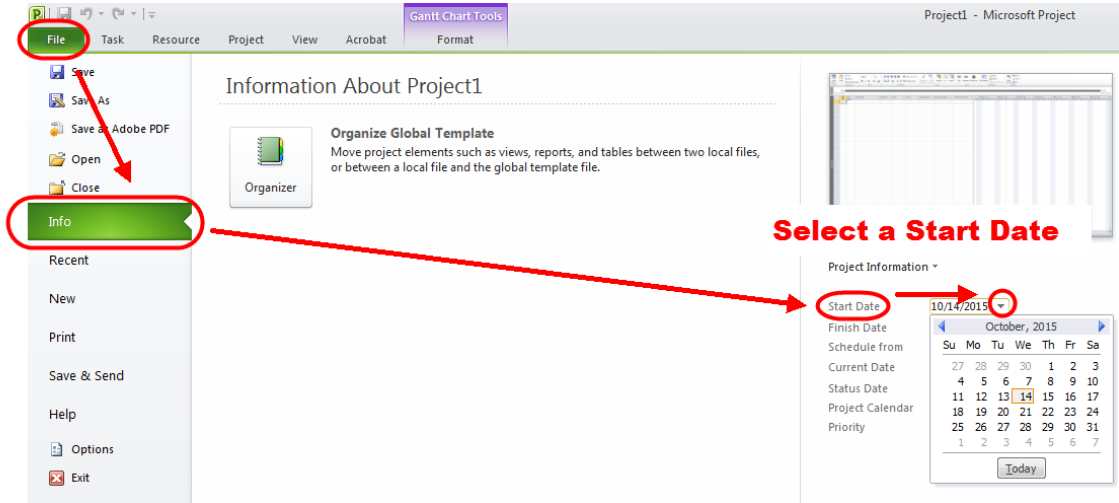 Gantt Chart Tools
Project1 - Microsoft Project
File Task Resource Project View Acrobat Format
Save
Save As
Save as Adobe PDF
Open
Close
Info
Recent
New
Print
Save & Send
Help
Options
Exit
Information About Project1
Organizer
Organize Global Template
Move project elements such as views, reports, and tables between two local files,
or between a local file and the global template file.
Select a Start Date
Project Information
Start Date 10/14/2015
Finish Date
Schedule from
Current Date
Status Date
Project Calendar
Priority
October, 2015
Su Mo Tu We Th Fr Sa
27 28 29 30 1 2 3
4 5 6 7 8 9 10
11 12 13 14 15 16 17
18 19 20 21 22 23 24
25 26 27 28 29 30 31
1 2 3 4 5 6 7
Today